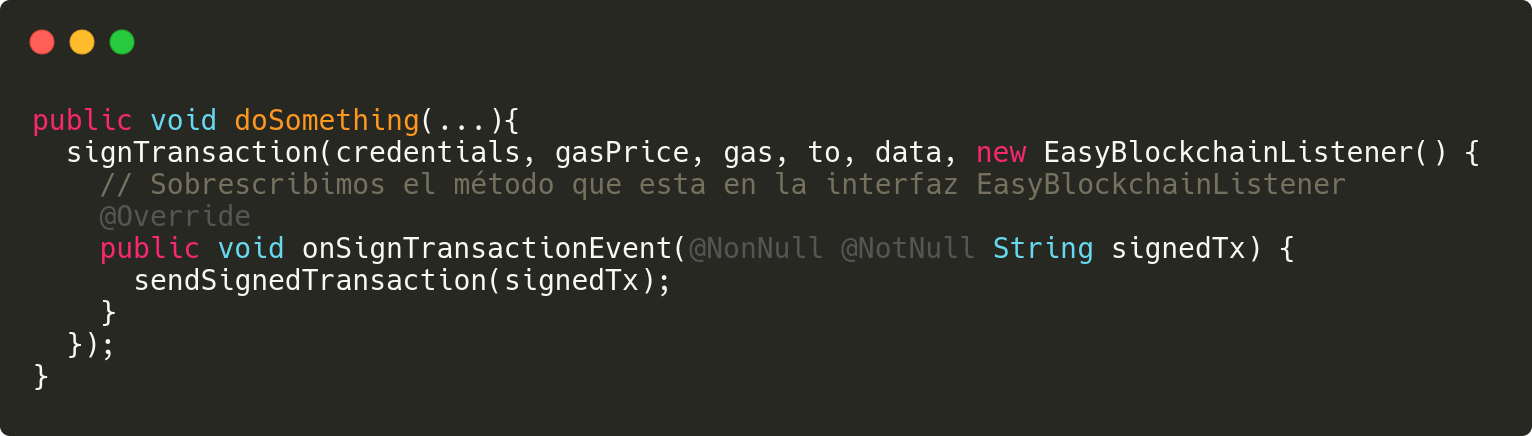 public void doSomething(...){
  signTransaction(credentials, gasPrice, gas, to, data, new EasyBlockchainListener() {
    // Sobrescribimos el método que esta en la interfaz EasyBlockchainListener
    @Override
    public void onSignTransactionEvent(@NonNull @NotNull String signedTx) {
      sendSignedTransaction(signedTx);
    }
  });
}